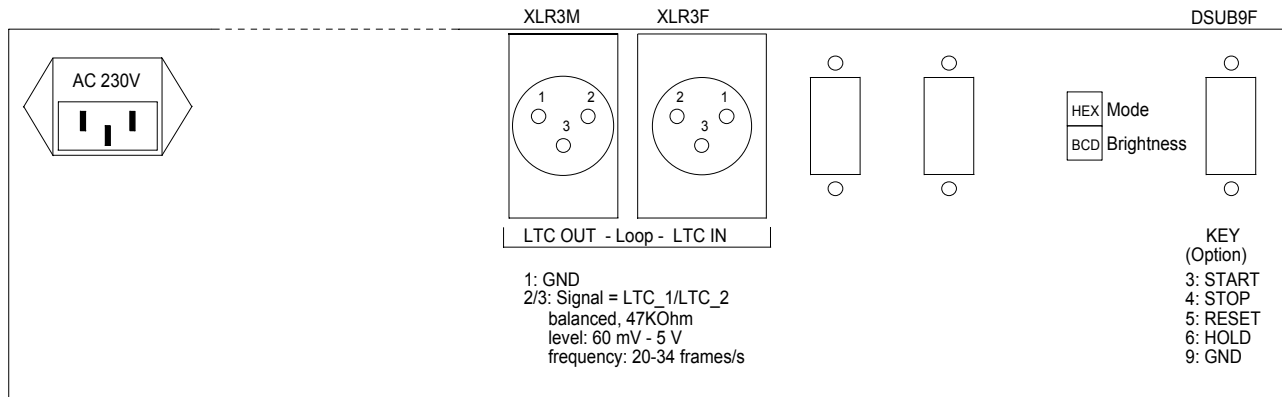 XLR3M XLR3F DSUB9F
AC 230V
1 2
3
2 1
3
HEX Mode
BCD Brightness
LTC OUT - Loop - LTC IN
1: GND
2/3: Signal = LTC_1/LTC_2
balanced, 47KOhm
level: 60 mV - 5 V
frequency: 20-34 frames/s
KEY
(Option)
3: START
4: STOP
5: RESET
6: HOLD
9: GND